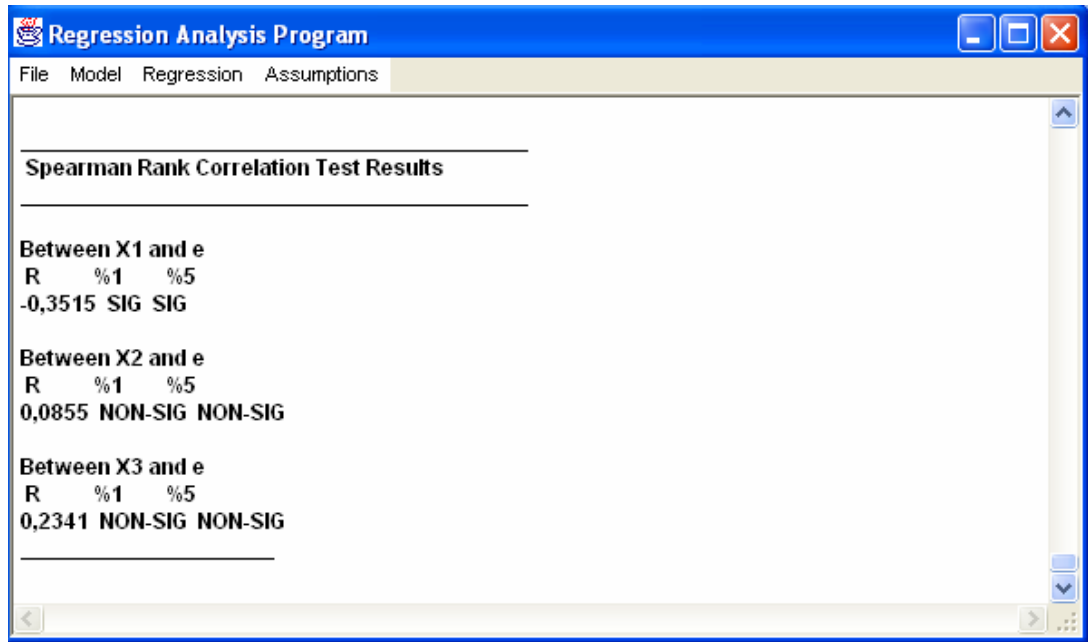 Regression Analysis Program
File Model Regression Assumptions
Spearman Rank Correlation Test Results
Between X1 and e
R %1 %5
-0,3515 SIG SIG
Between X2 and e
R %1 %5
0,0855 NON-SIG NON-SIG
Between X3 and e
R %1 %5
0,2341 NON-SIG NON-SIG